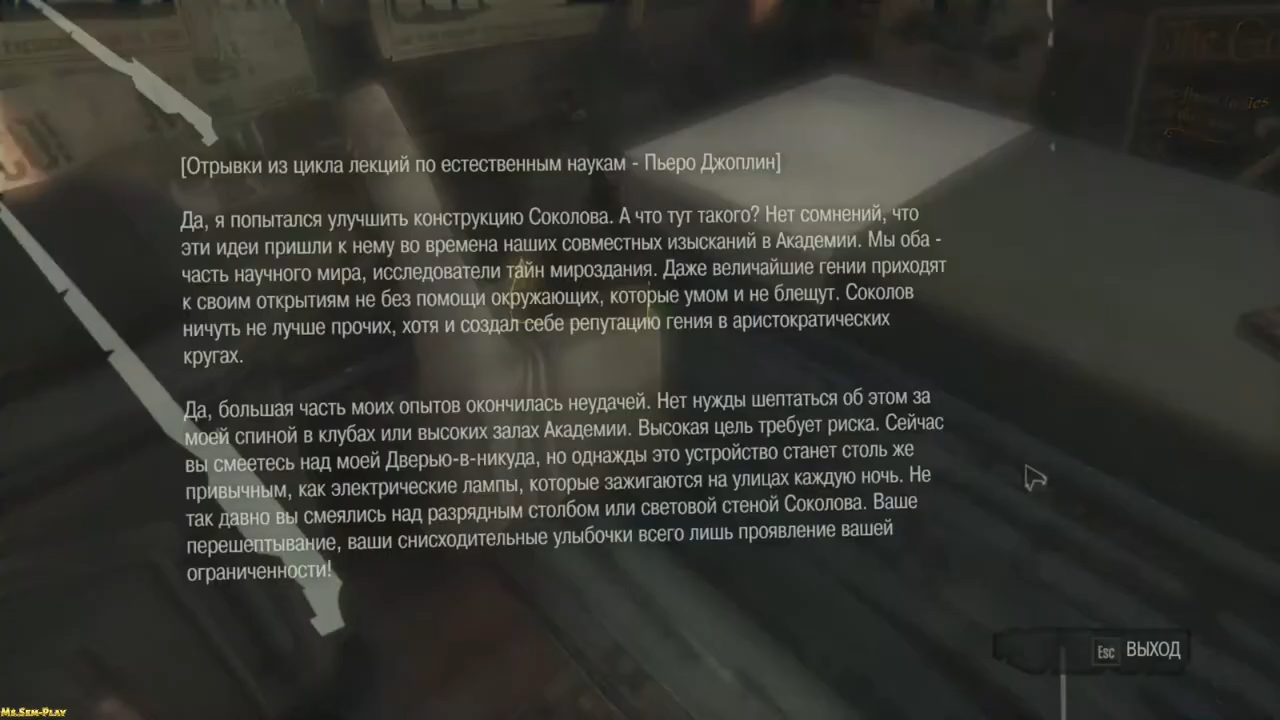 [Отрывки из цикла лекций по естественным наукам - Пьеро Джоплин]
Да, я попытался улучшить конструкцию Соколова. А что тут такого? Нет сомнений, что
эти идеи пришли к нему во времена наших совместных изысканий в Академии. Мы оба -
часть научного мира, исследователи тайн мироздания. Даже величайшие гении приходят
к своим открытиям не без помощи окружающих, которые умом и не блещут. Соколов
ничуть не лучше прочих, хотя и создал себе репутацию гения в аристократических
кругах.
Да, большая часть моих опытов окончилась неудачей. Нет нужды шептаться об этом за
моей спиной в клубах или высоких залах Академии. Высокая цель требует риска. Сейчас
вы смеетесь над моей Дверью-в-никуда, но однажды это устройство станет столь же
привычным, как электрические лампы, которые зажигаются на улицах каждую ночь. Не
так давно вы смеялись над разрядным столбом или световой стеной Соколова. Ваше
перешептывание, ваши снисходительные улыбочки всего лишь проявление вашей
ограниченности!
Esc ВЫХОД
Mr.Sem-Play